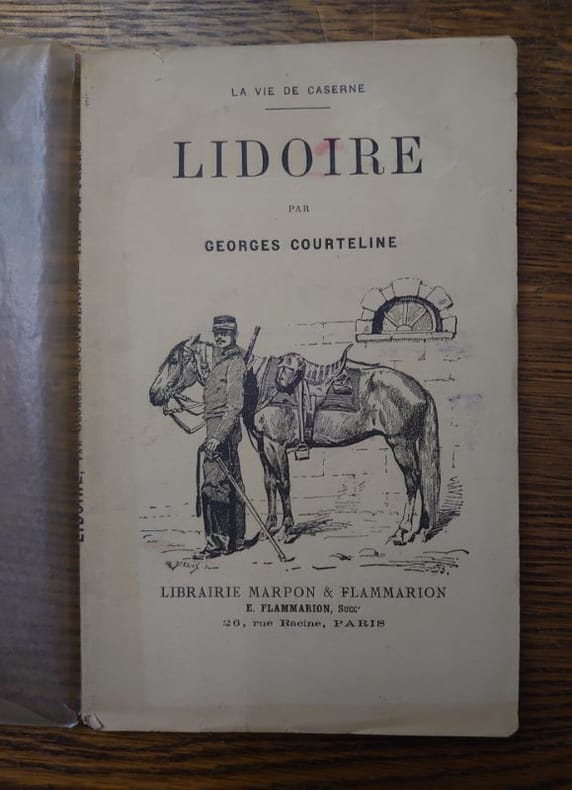 LA VIE DE CASERNE
LIDOIRE
PAR
GEORGES COURTELINE
LIBRAIRIE MARPON & FLAMMARION
E. FLAMMARION, Succr
26, rue Racine, PARIS